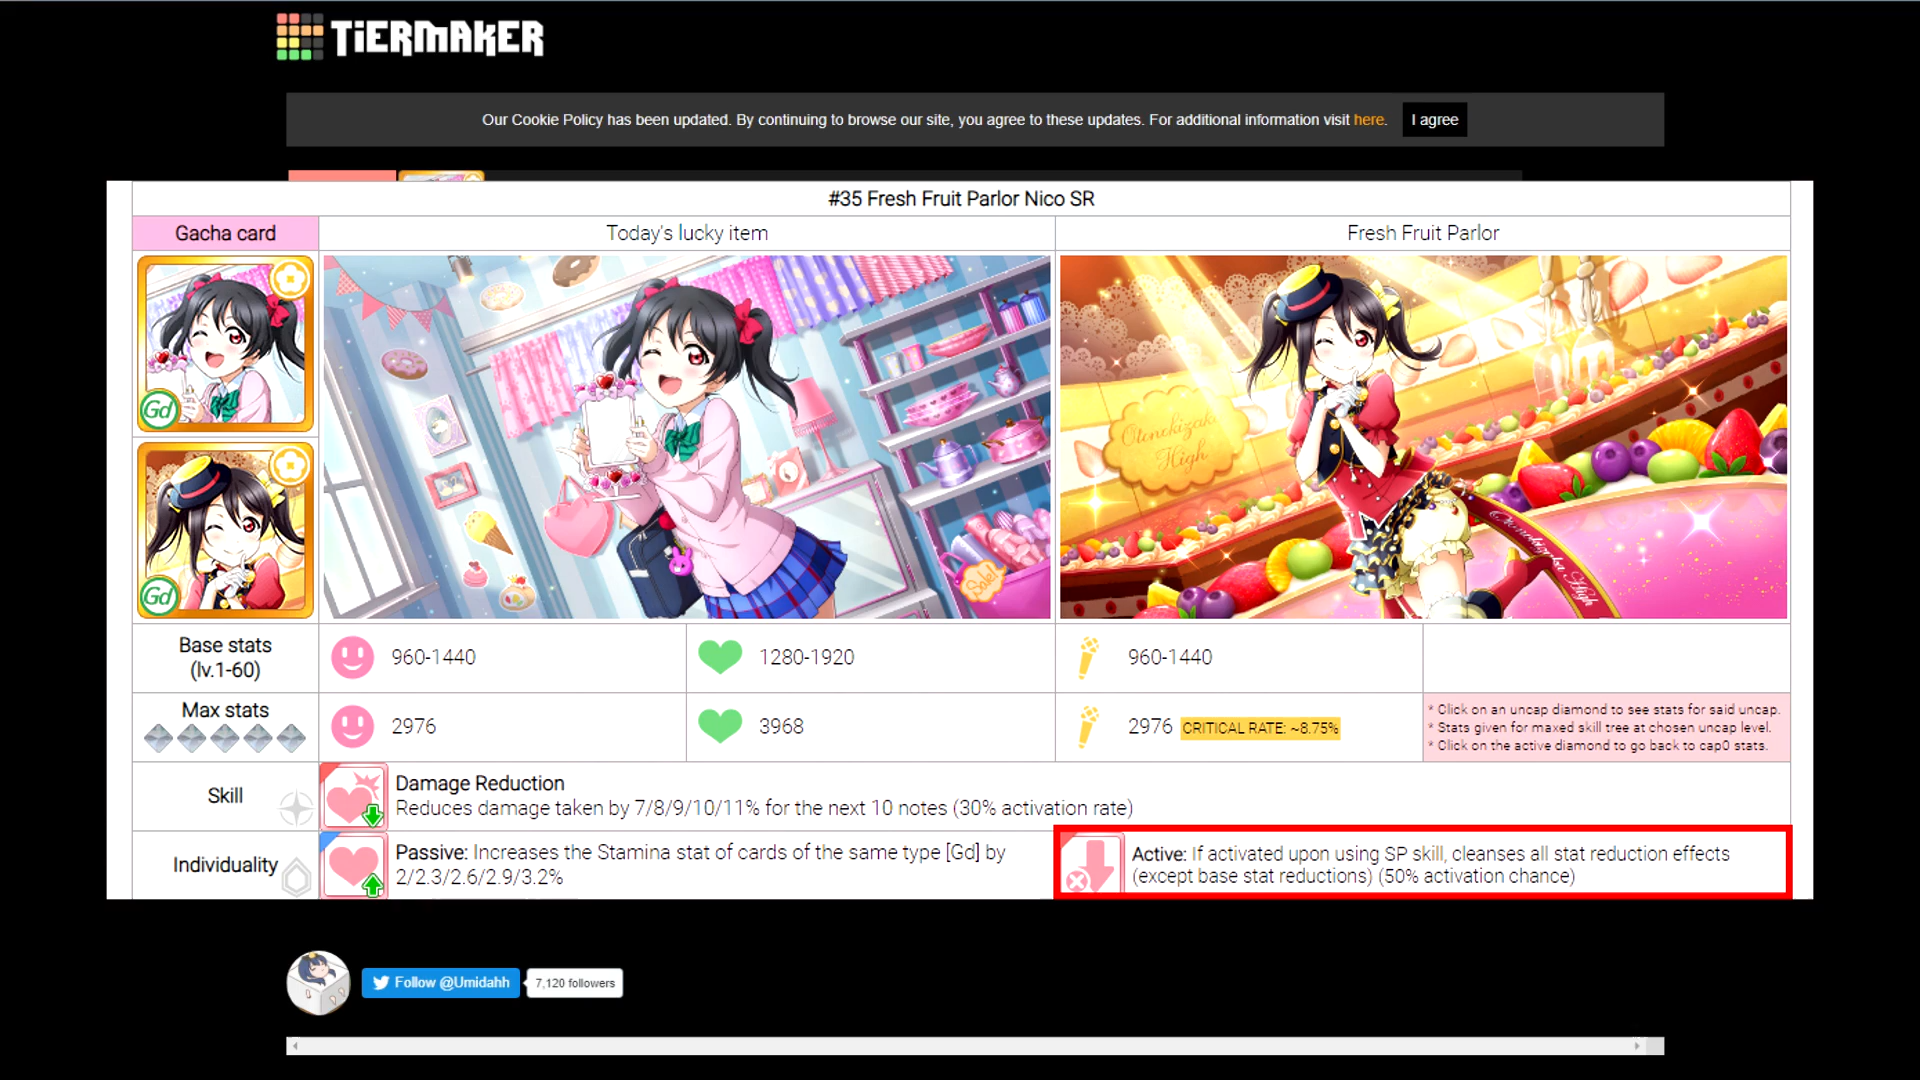 TiERMAKER
Our Cookie Policy has been updated. By continuing to browse our site, you agree to these updates. For additional information visit here.
I agree
#35 Fresh Fruit Parlor Nico SR
Gacha card
Today's lucky item
Fresh Fruit Parlor
Gd
Gd
Sale!
Otonokizaka
High
Otonokizaka High
Base stats
(lv.1-60)
960-1440
1280-1920
960-1440
Max stats
2976
3968
2976 CRITICAL RATE: ~8.75%
* Click on an uncap diamond to see stats for said uncap.
* Stats given for maxed skill tree at chosen uncap level.
* Click on the active diamond to go back to cap0 stats.
Skill
Damage Reduction
Reduces damage taken by 7/8/9/10/11% for the next 10 notes (30% activation rate)
Individuality
Passive: Increases the Stamina stat of cards of the same type [Gd] by
2/2.3/2.6/2.9/3.2%
Active: If activated upon using SP skill, cleanses all stat reduction effects
(except base stat reductions) (50% activation chance)
Follow @Umidahh
7,120 followers